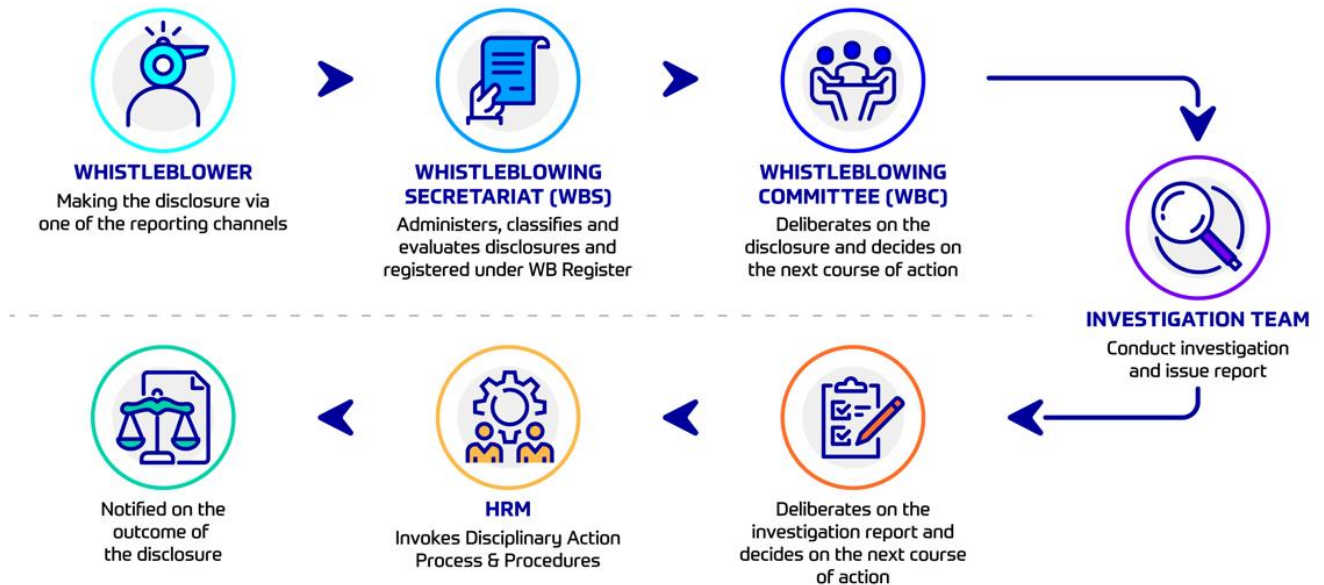 WHISTLEBLOWER
Making the disclosure via
one of the reporting channels
WHISTLEBLOWING
SECRETARIAT (WBS)
Administers, classifies and
evaluates disclosures and
registered under WB Register
WHISTLEBLOWING
COMMITTEE (WBC)
Deliberates on the
disclosure and decides on
the next course of action
INVESTIGATION TEAM
Conduct investigation
and issue report
Deliberates on the
investigation report and
decides on the next course
of action
HRM
Invokes Disciplinary Action
Process & Procedures
Notified on the
outcome of
the disclosure